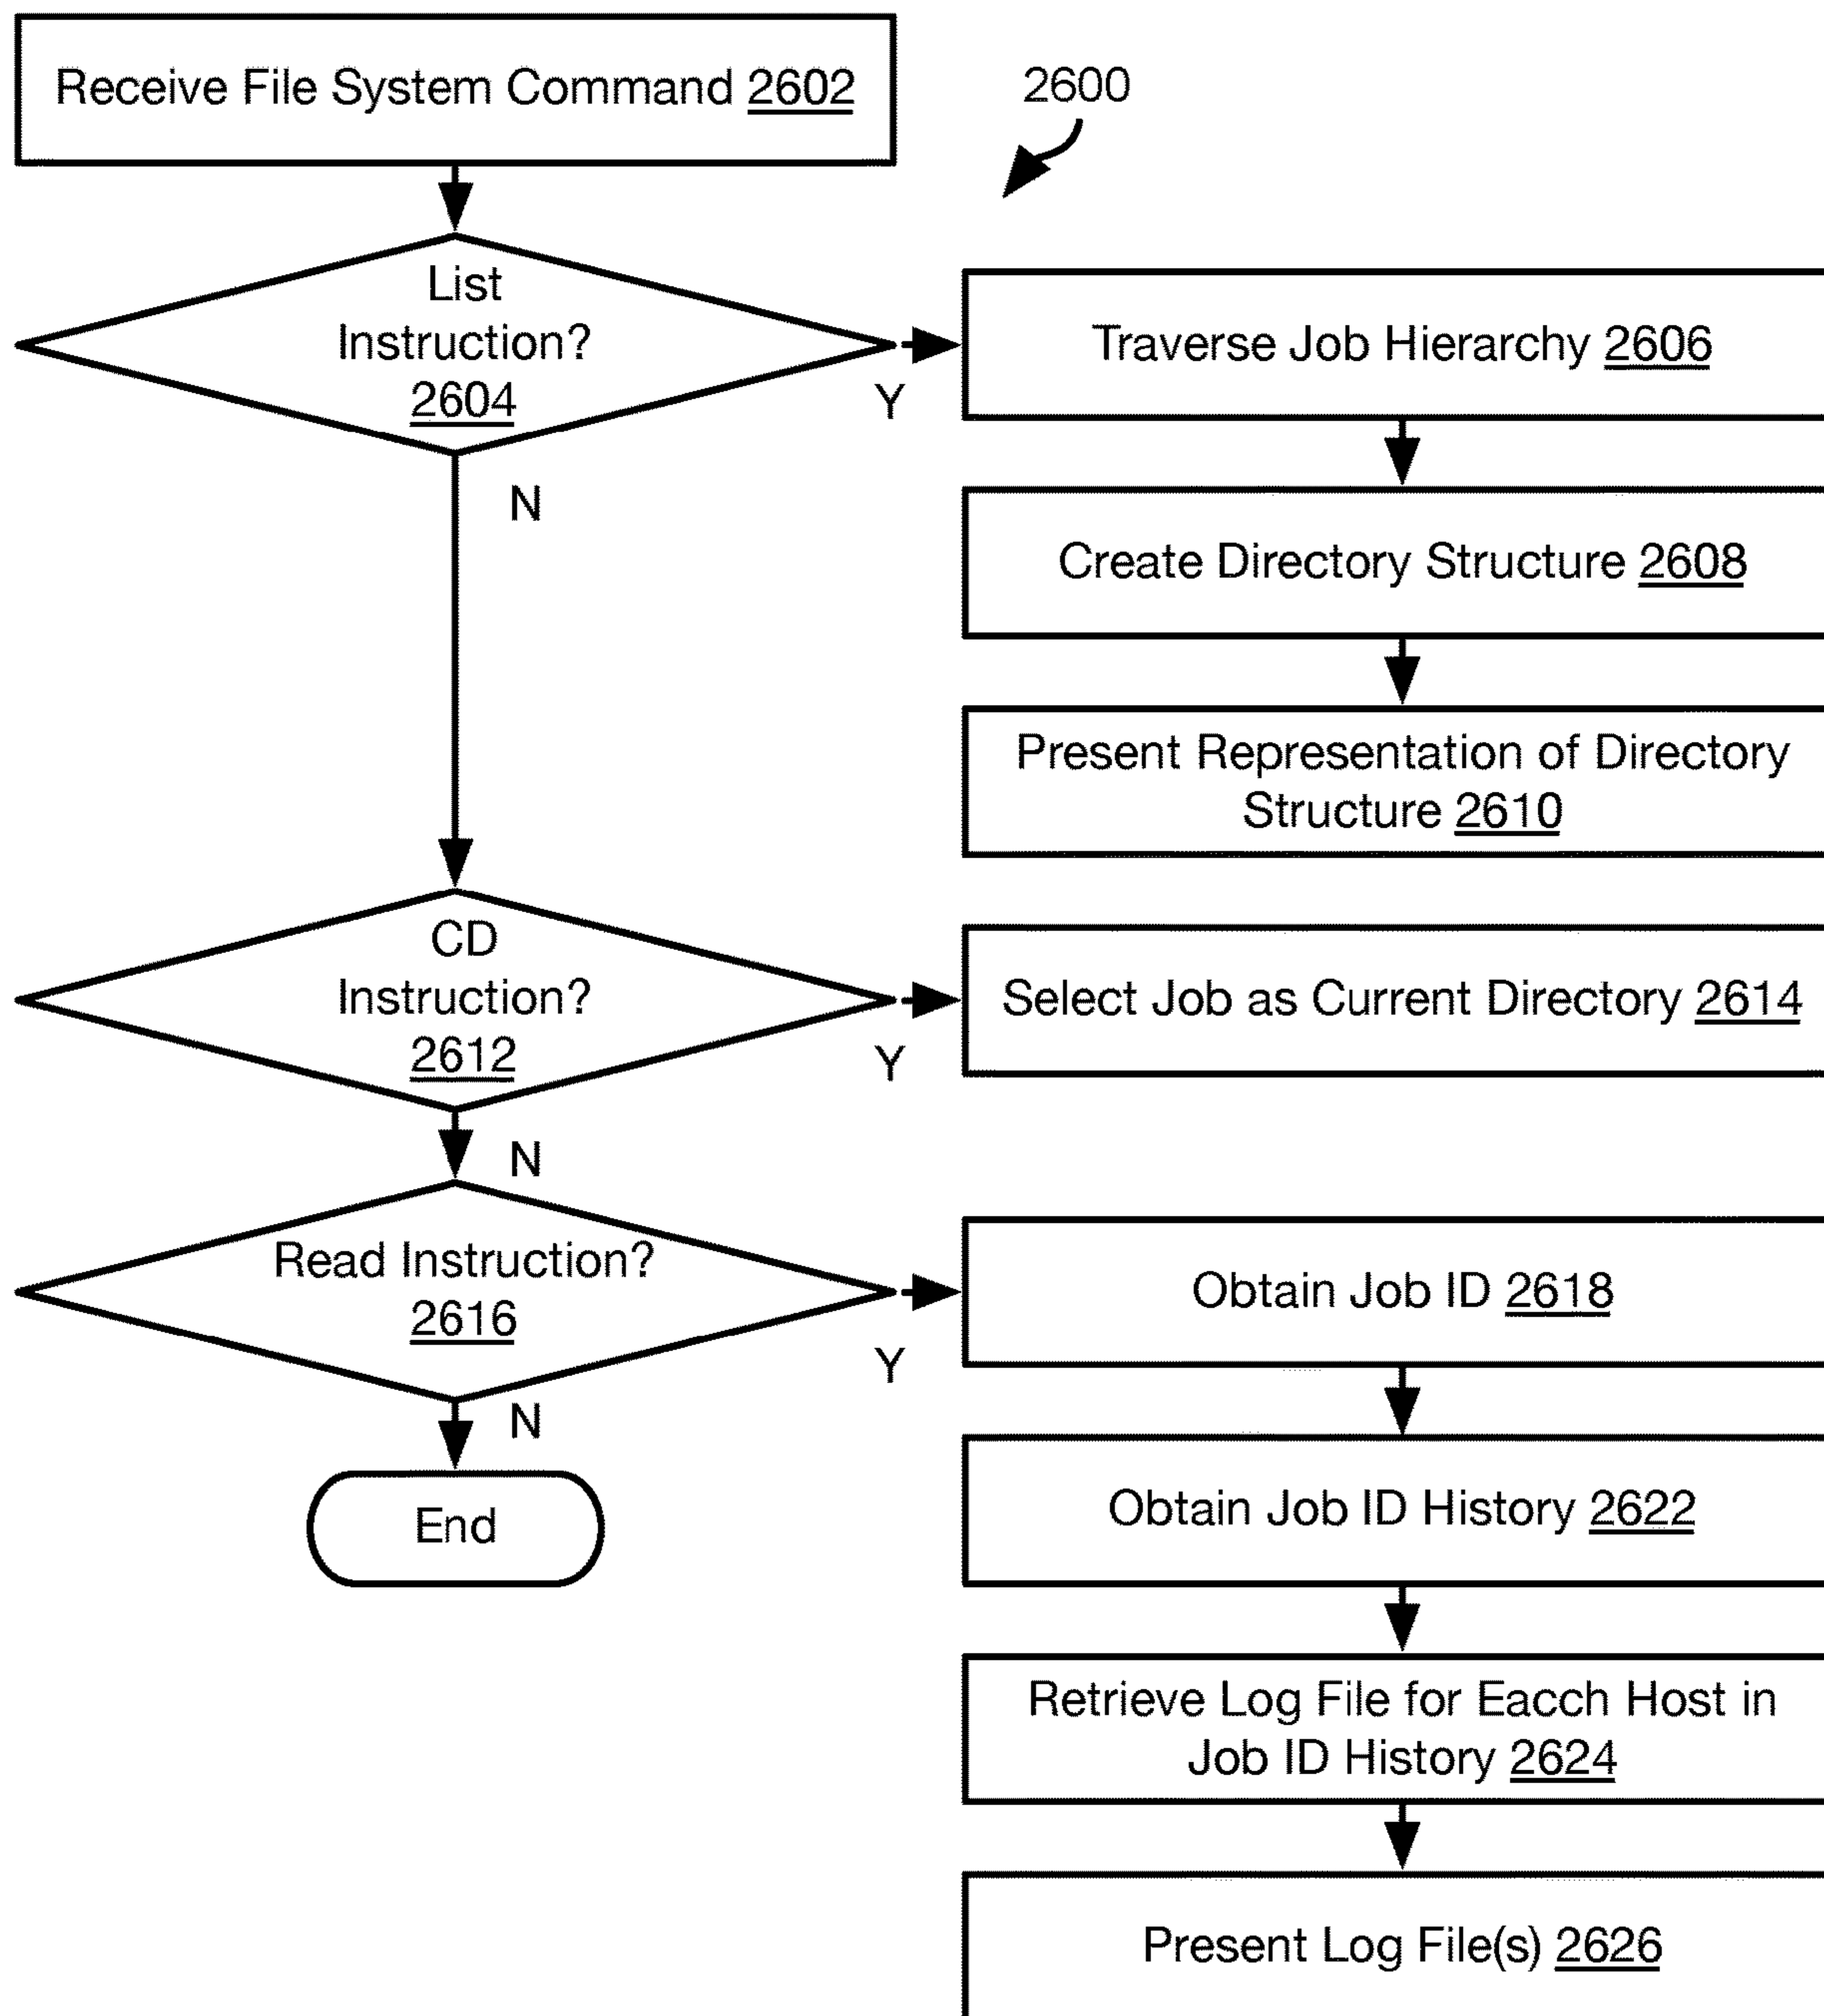 Receive File System Command 2602
2600
List
Instruction?
2604
Y
N
Traverse Job Hierarchy 2606
Create Directory Structure 2608
Present Representation of Directory
Structure 2610
CD
Instruction?
2612
Y
N
Select Job as Current Directory 2614
Read Instruction?
2616
Y
N
End
Obtain Job ID 2618
Obtain Job ID History 2622
Retrieve Log File for Eacch Host in
Job ID History 2624
Present Log File(s) 2626